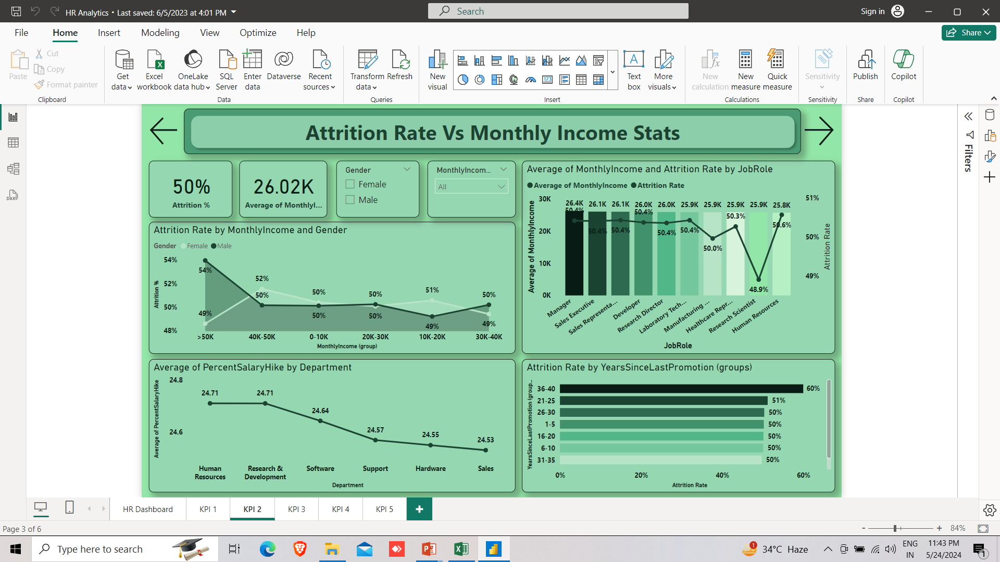 HR Analytics • Last saved: 6/5/2023 at 4:01 PM
Search
Sign in
File Home Insert Modeling View Optimize Help
Share
Paste
Cut
Copy
Format painter
Clipboard
Get data
Excel workbook
OneLake data hub
SQL Server
Enter data
Dataverse
Recent sources
Data
Transform data
Refresh
Queries
New visual
123
Text box
More visuals
Insert
New calculation
New measure
Quick measure
Calculations
Sensitivity
Sensitivity
Publish
Share
Copilot
Copilot
DAX
Filters
Attrition Rate Vs Monthly Income Stats
50%
Attrition %
26.02K
Average of Monthlyl...
Gender
Female
Male
MonthlyIncom...
All
Attrition Rate by MonthlyIncome and Gender
Gender Female Male
Attrition %
54%
52%
50%
48%
54%
49%
52%
50%
50%
50%
50%
50%
51%
49%
50%
49%
>50K 40K-50K 0-10K 20K-30K 10K-20K 30K-40K
MonthlyIncome (group)
Average of MonthlyIncome and Attrition Rate by JobRole
Average of MonthlyIncome Attrition Rate
Average of MonthlyIncome
30K
20K
10K
0K
26.4K 26.1K 26.1K 26.0K 26.0K 25.9K 25.9K 25.9K 25.9K 25.8K
50.4% 50.4% 50.4% 50.4% 50.4% 50.4% 50.0% 50.3% 48.9% 50.6%
51%
50%
49%
Attrition Rate
Manager
Sales Executive
Sales Representa...
Developer
Research Director
Laboratory Tech...
Manufacturing ...
Healthcare Repr...
Research Scientist
Human Resources
JobRole
Average of PercentSalaryHike by Department
Average of PercentSalaryHike
24.8
24.6
24.71 24.71 24.64 24.57 24.55 24.53
Human Resources
Research & Development
Software
Support
Hardware
Sales
Department
Attrition Rate by YearsSinceLastPromotion (groups)
YearsSinceLastPromotion (group...
36-40 60%
21-25 51%
26-30 50%
1-5 50%
16-20 50%
6-10 50%
31-35 50%
0% 20% 40% 60%
Attrition Rate
HR Dashboard KPI 1 KPI 2 KPI 3 KPI 4 KPI 5 +
Page 3 of 6
- + 84%
Type here to search
1
34°C Haze
ENG
IN
11:43 PM
5/24/2024
1